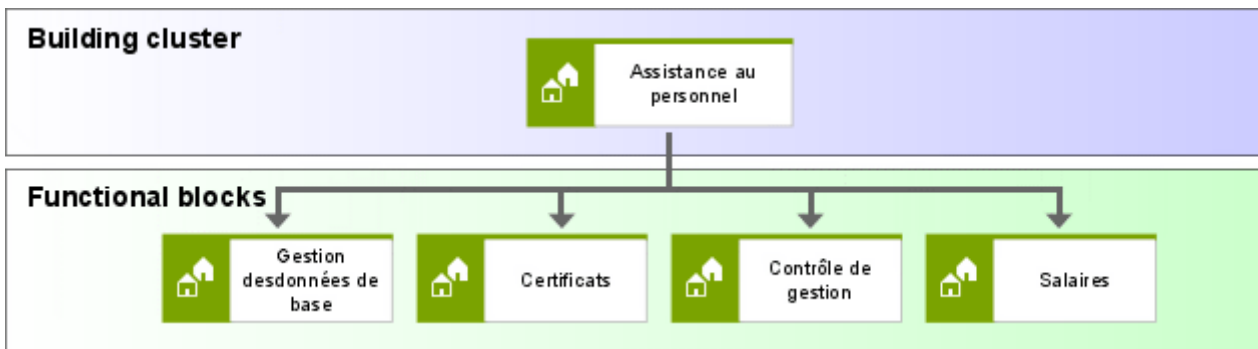 Building cluster
Assistance au
personnel
Functional blocks
Gestion
desdonnées de
base
Certificats
Contrôle de
gestion
Salaires